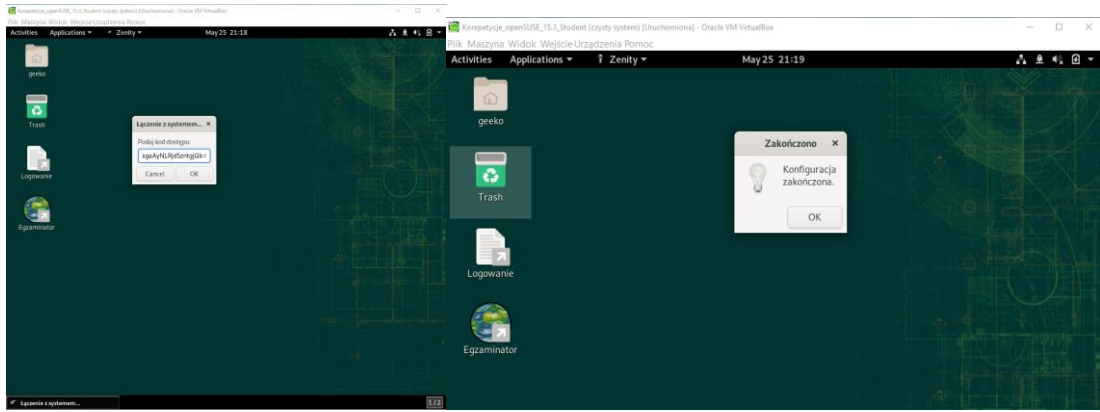 Korepetycje_openSUSE_15.3_Student (czysty system) [Uruchomiona] - Oracle VM VirtualBox
Plik Maszyna Widok Wejście Urządzenia Pomoc
Activities Applications Zenity May 25 21:18
geeko
Trash
Logowanie
Egzaminator
Łączenie z systemem...
Podaj kod dostępu:
Cancel OK
Łączenie z systemem...
1/2
Korepetycje_openSUSE_15.3_Student (czysty system) [Uruchomiona] - Oracle VM VirtualBox
Plik Maszyna Widok Wejście Urządzenia Pomoc
Activities Applications Zenity May 25 21:19
geeko
Trash
Logowanie
Egzaminator
Zakończono
Konfiguracja
zakończona.
OK